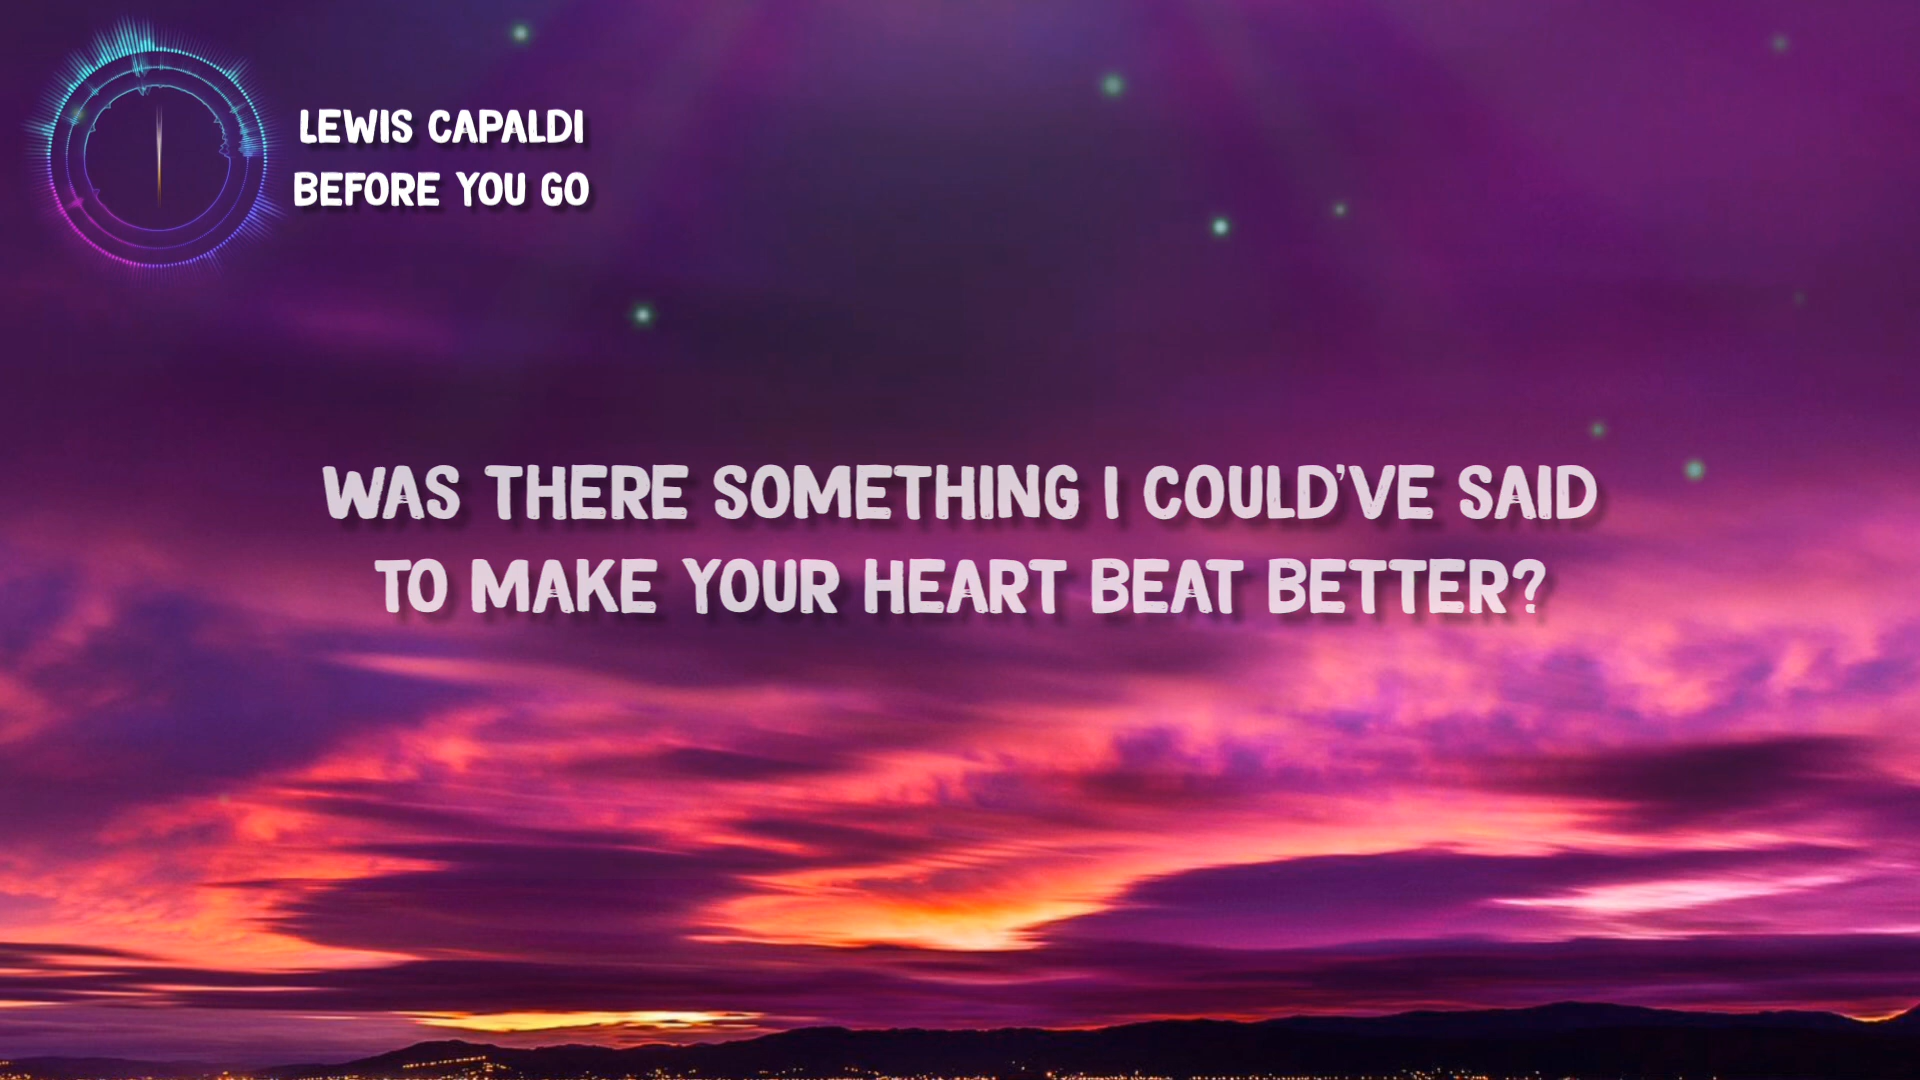 LEWIS CAPALDI
BEFORE YOU GO
WAS THERE SOMETHING I COULD'VE SAID
TO MAKE YOUR HEART BEAT BETTER?